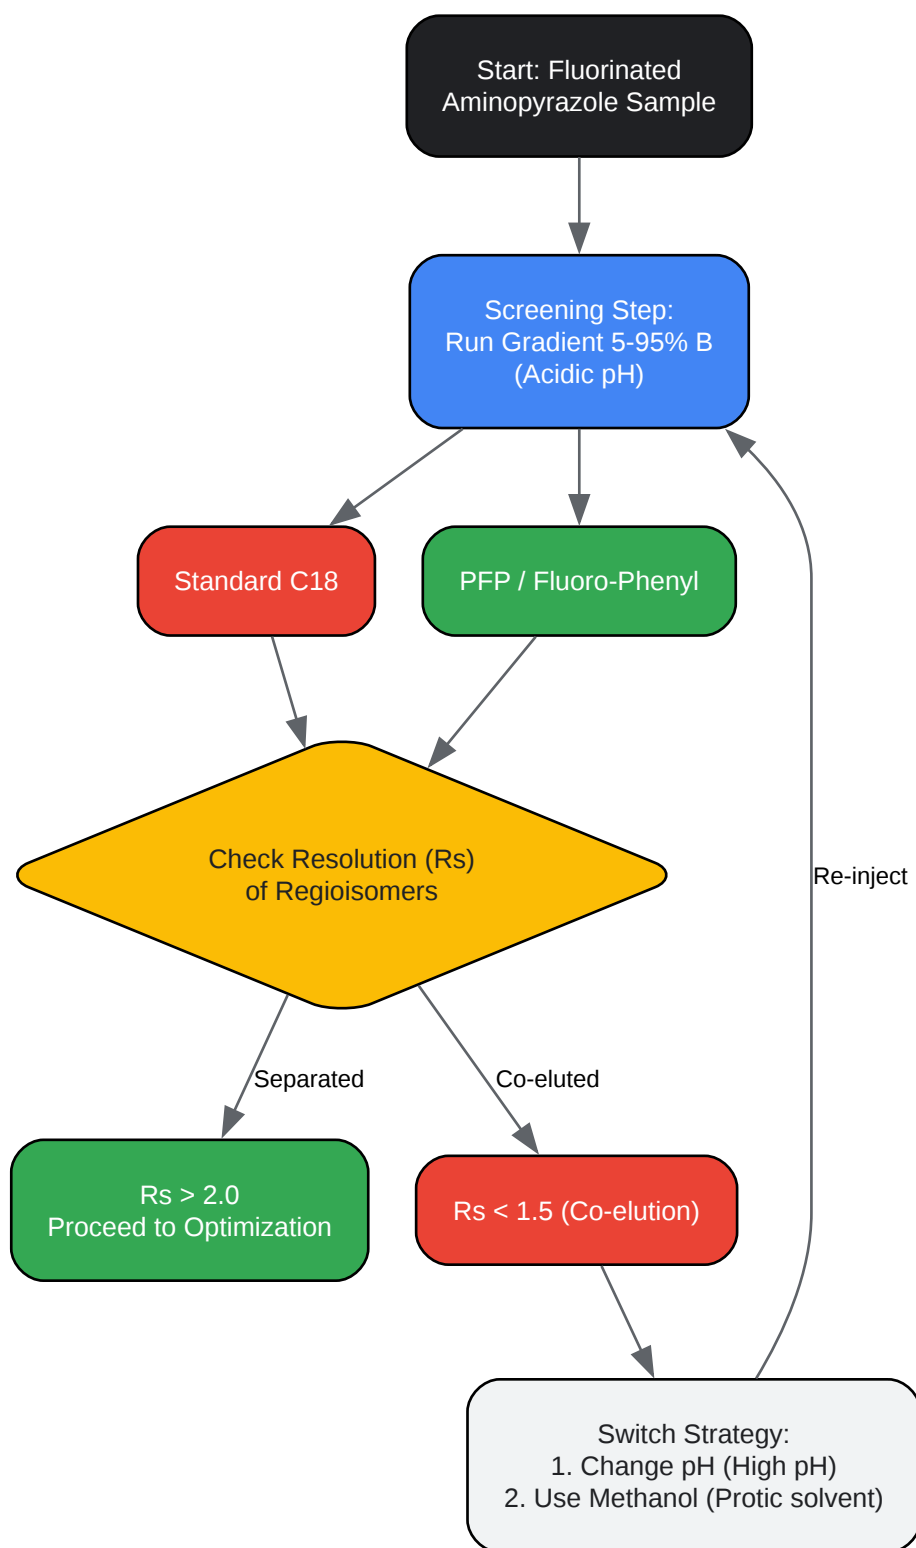 Start: Fluorinated
Aminopyrazole Sample
Screening Step:
Run Gradient 5-95% B
(Acidic pH)
Standard C18
PFP / Fluoro-Phenyl
Check Resolution (Rs)
of Regioisomers
Re-inject
Separated
Co-eluted
Rs > 2.0
Proceed to Optimization
Rs < 1.5 (Co-elution)
Switch Strategy:
1. Change pH (High pH)
2. Use Methanol (Protic solvent)